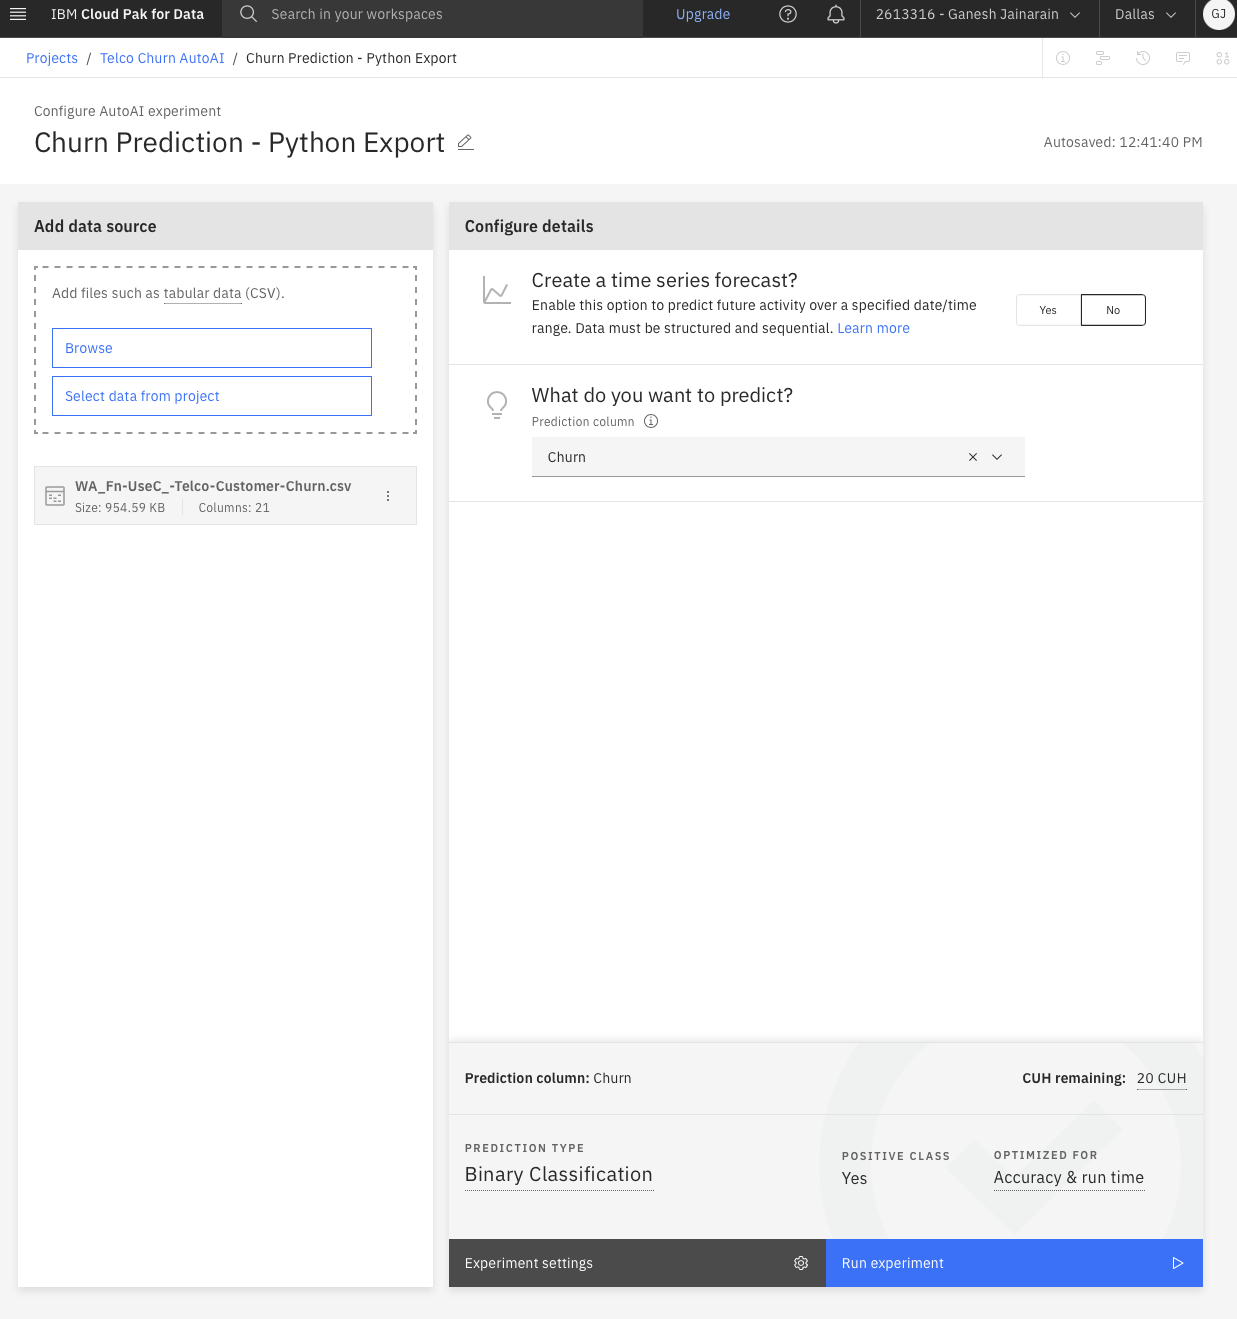 IBM Cloud Pak for Data
Search in your workspaces
Upgrade
2613316 - Ganesh Jainarain
Dallas
GJ
Projects / Telco Churn AutoAI / Churn Prediction - Python Export
Configure AutoAI experiment
Churn Prediction - Python Export
Autosaved: 12:41:40 PM
Add data source
Add files such as tabular data (CSV).
Browse
Select data from project
WA_Fn-UseC_-Telco-Customer-Churn.csv
Size: 954.59 KB
Columns: 21
Configure details
Create a time series forecast?
Enable this option to predict future activity over a specified date/time
range. Data must be structured and sequential. Learn more
Yes
No
What do you want to predict?
Prediction column
Churn
Prediction column: Churn
CUH remaining: 20 CUH
PREDICTION TYPE
Binary Classification
POSITIVE CLASS
Yes
OPTIMIZED FOR
Accuracy & run time
Experiment settings
Run experiment